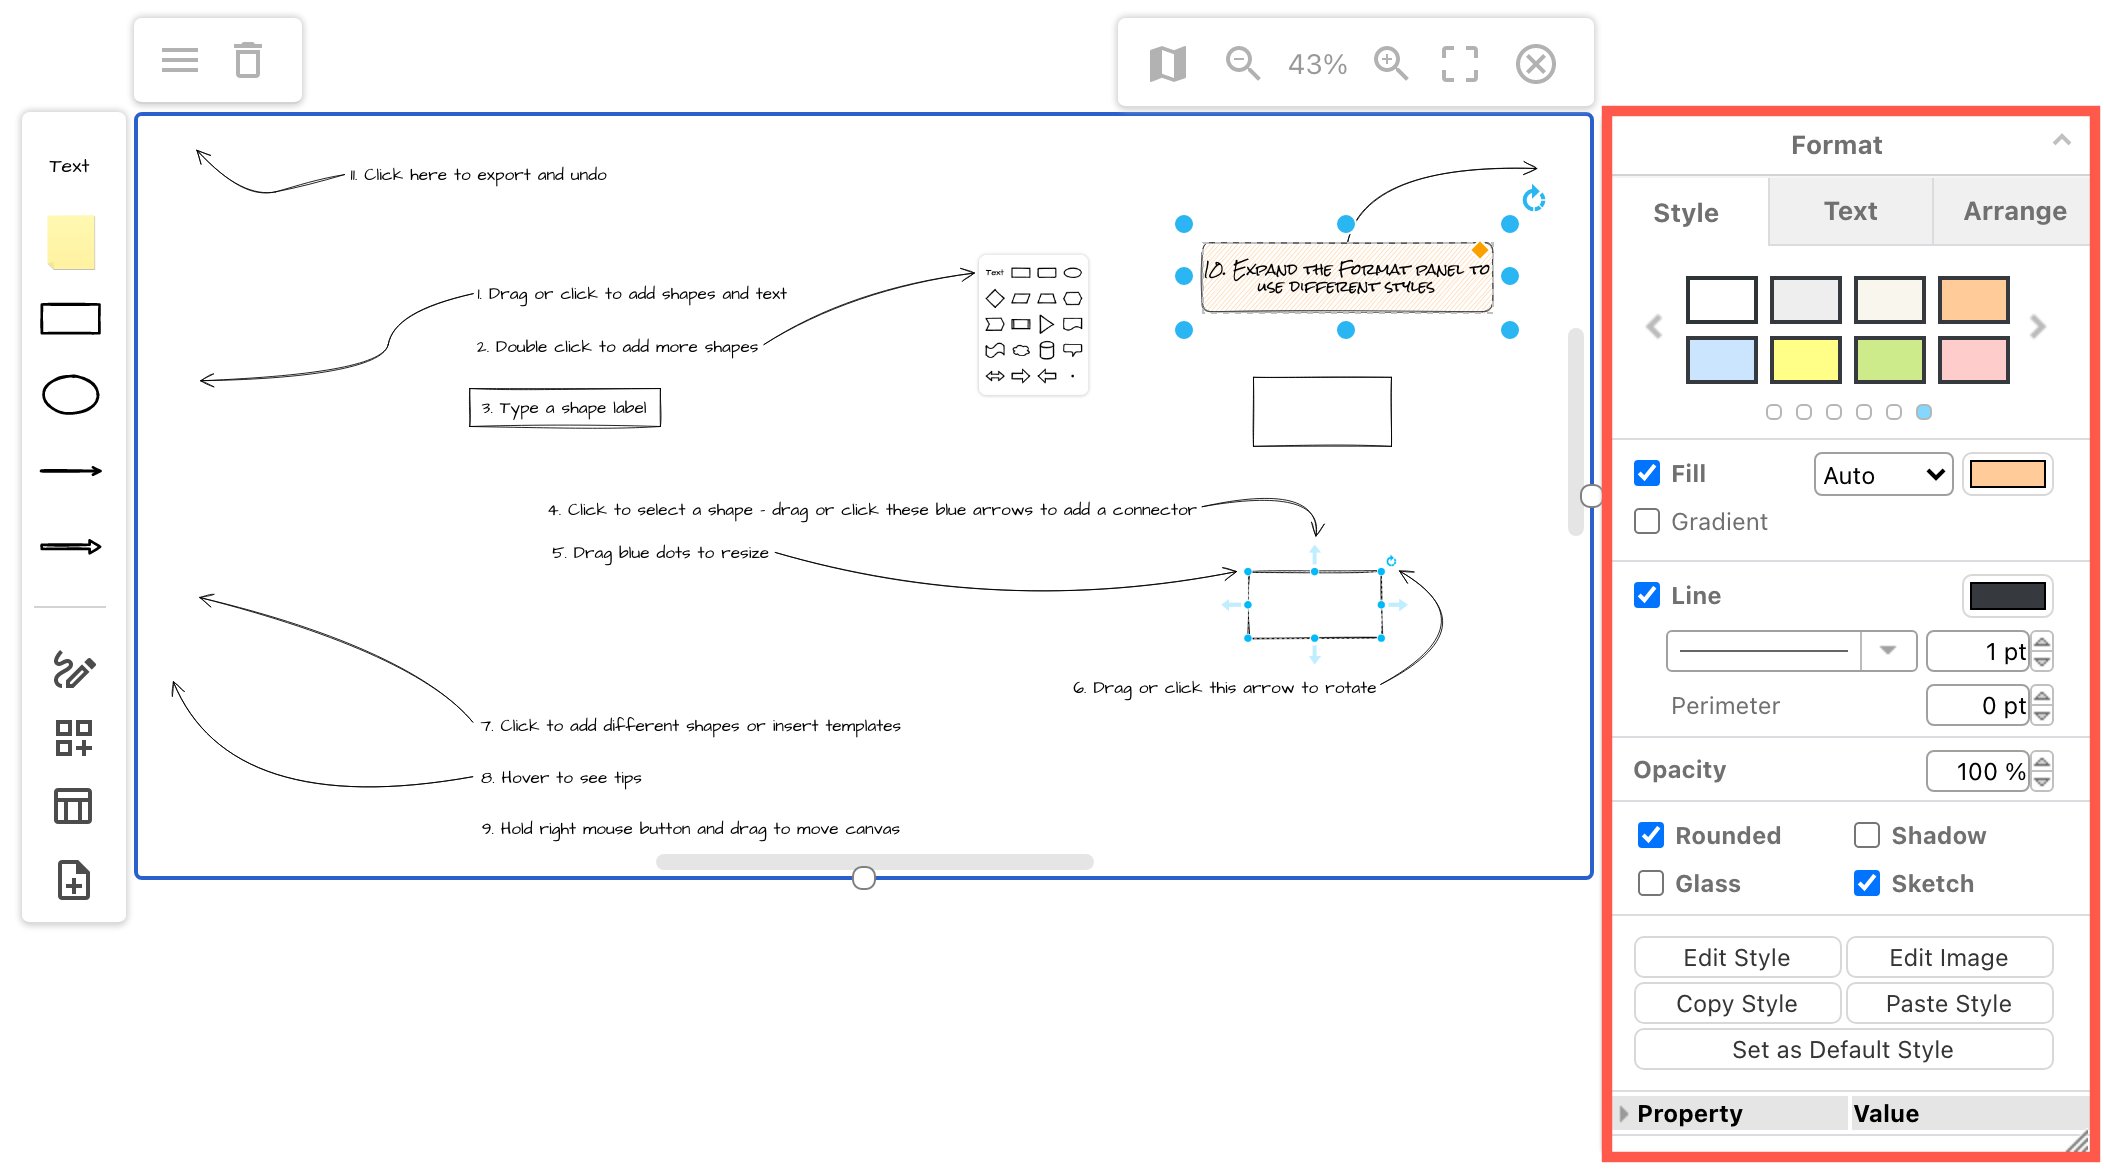 43%
Text
11. Click here to export and undo
1. Drag or click to add shapes and text
2. Double click to add more shapes
3. Type a shape label
Text
10. Expand the Format panel to
use different styles
4. Click to select a shape - drag or click these blue arrows to add a connector
5. Drag blue dots to resize
6. Drag or click this arrow to rotate
7. Click to add different shapes or insert templates
8. Hover to see tips
9. Hold right mouse button and drag to move canvas
Format
Style Text Arrange
Fill Auto
Gradient
Line
1 pt
Perimeter 0 pt
Opacity 100 %
Rounded Shadow
Glass Sketch
Edit Style Edit Image
Copy Style Paste Style
Set as Default Style
Property Value